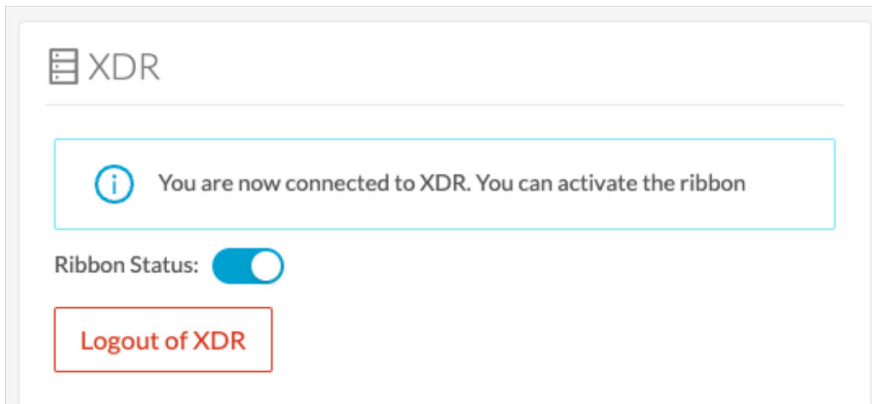 XDR
You are now connected to XDR. You can activate the ribbon
Ribbon Status:
Logout of XDR